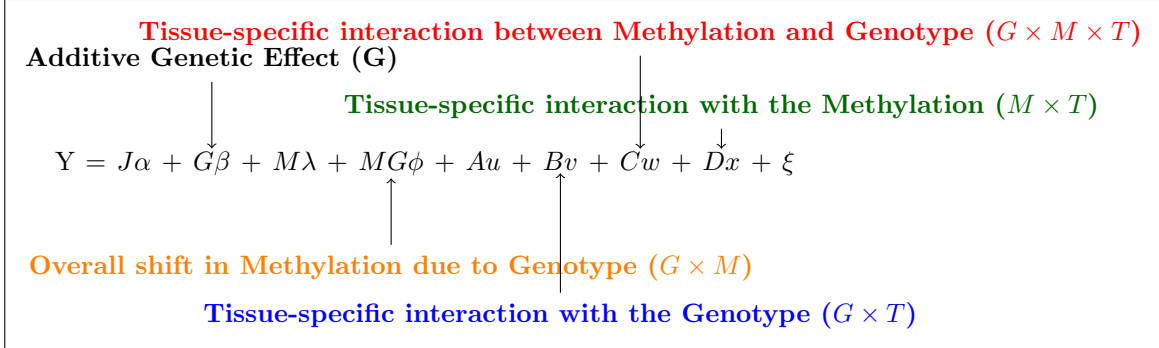 Tissue-specific interaction between Methylation and Genotype (G × M × T)
Additive Genetic Effect (G)
Tissue-specific interaction with the Methylation (M × T)
Y = Jα + Gβ + Mλ + MGϕ + Au + Bv + Cw + Dx + ξ
Overall shift in Methylation due to Genotype (G × M)
Tissue-specific interaction with the Genotype (G × T)